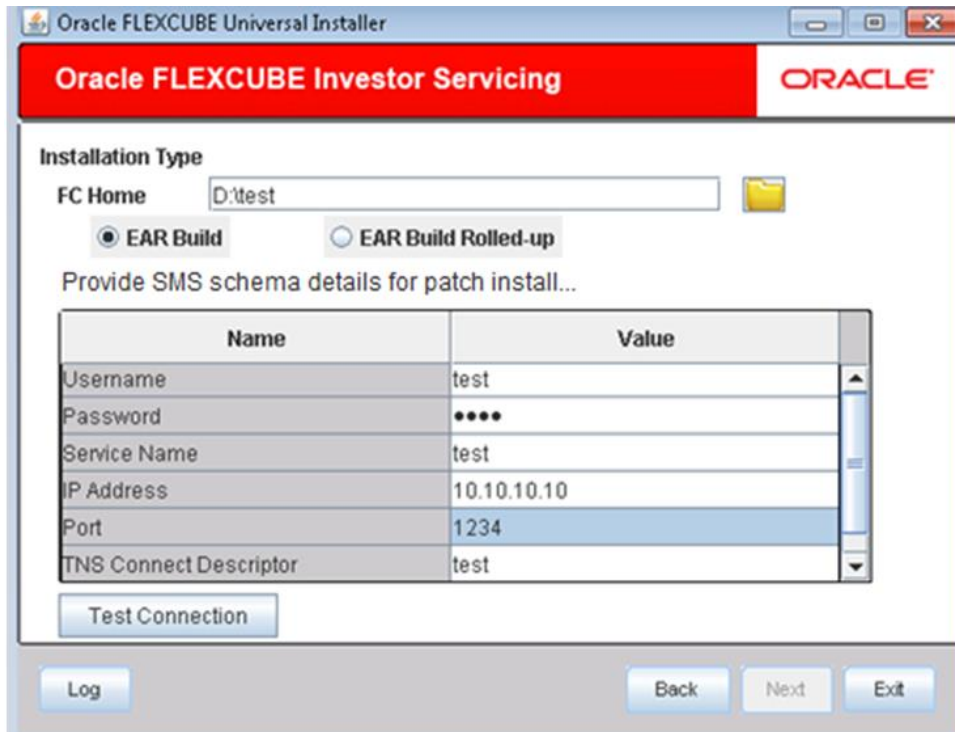 Oracle FLEXCUBE Universal Installer
Oracle FLEXCUBE Investor Servicing
ORACLE
Installation Type
FC Home D:\test
EAR Build EAR Build Rolled-up
Provide SMS schema details for patch install...
Name Value
Username test
Password ••••
Service Name test
IP Address 10.10.10.10
Port 1234
TNS Connect Descriptor test
Test Connection
Log Back Next Exit